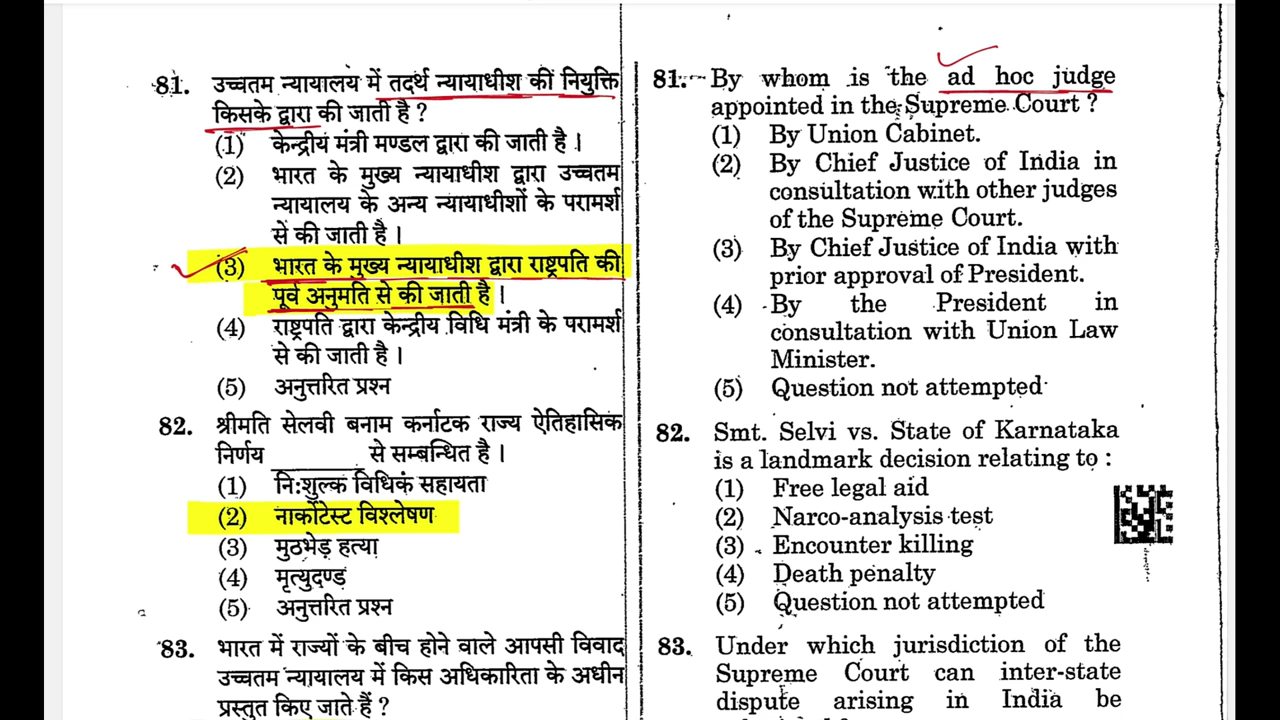 81. उच्चतम न्यायालय में तदर्थ न्यायाधीश की नियुक्ति
किसके द्वारा की जाती है ?
(1) केन्द्रीय मंत्री मण्डल द्वारा की जाती है ।
(2) भारत के मुख्य न्यायाधीश द्वारा उच्चतम
न्यायालय के अन्य न्यायाधीशों के परामर्श
से की जाती है ।
(3) भारत के मुख्य न्यायाधीश द्वारा राष्ट्रपति की
पूर्व अनुमति से की जाती है ।
(4) राष्ट्रपति द्वारा केन्द्रीय विधि मंत्री के परामर्श
से की जाती है ।
(5) अनुत्तरित प्रश्न
82. श्रीमति सेलवी बनाम कर्नाटक राज्य ऐतिहासिक
निर्णय ________ से सम्बन्धित है ।
(1) नि:शुल्क विधिक सहायता
(2) नार्कोटेस्ट विश्लेषण
(3) मुठभेड़ हत्या
(4) मृत्युदण्ड
(5) अनुत्तरित प्रश्न
83. भारत में राज्यों के बीच होने वाले आपसी विवाद
उच्चतम न्यायालय में किस अधिकारिता के अधीन
प्रस्तुत किए जाते हैं ?
81. By whom is the ad hoc judge
appointed in the Supreme Court ?
(1) By Union Cabinet.
(2) By Chief Justice of India in
consultation with other judges
of the Supreme Court.
(3) By Chief Justice of India with
prior approval of President.
(4) By the President in
consultation with Union Law
Minister.
(5) Question not attempted
82. Smt. Selvi vs. State of Karnataka
is a landmark decision relating to :
(1) Free legal aid
(2) Narco-analysis test
(3) Encounter killing
(4) Death penalty
(5) Question not attempted
83. Under which jurisdiction of the
Supreme Court can inter-state
dispute arising in India be